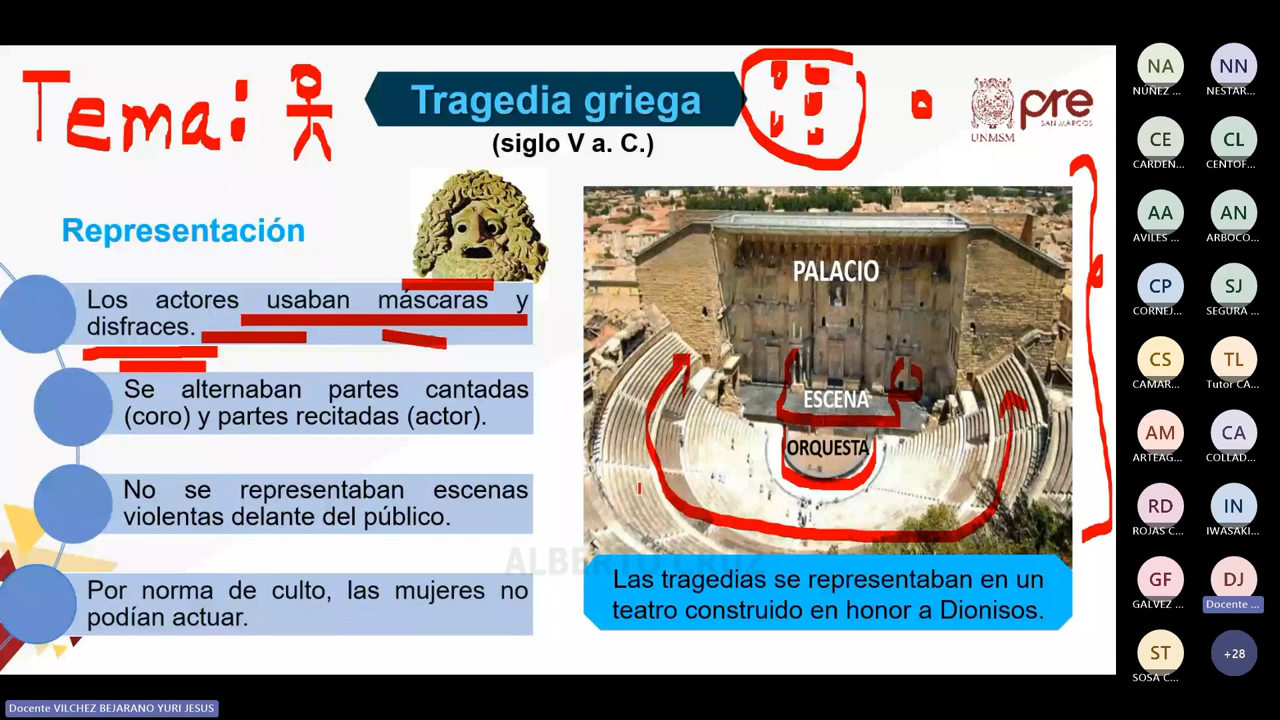 Tema:
Tragedia griega
(siglo V a. C.)
UNMSM
pre
SAN MARCOS
Representación
Los actores usaban máscaras y
disfraces.
Se alternaban partes cantadas
(coro) y partes recitadas (actor).
No se representaban escenas
violentas delante del público.
Por norma de culto, las mujeres no
podían actuar.
PALACIO
ESCENA
ORQUESTA
ALBERTO CRUZ
Las tragedias se representaban en un
teatro construido en honor a Dionisos.
NA
NUÑEZ ...
NN
NESTAR...
CE
CARDEN...
CL
CENTOF...
AA
AVILES ...
AN
ARBOCO...
CP
CORNEJ...
SJ
SEGURA ...
CS
CAMAR...
TL
Tutor CA...
AM
ARTEAG...
CA
COLLAD...
RD
ROJAS C...
IN
IWASAKI...
GF
GALVEZ ...
DJ
Docente ...
ST
SOSA C...
+28
Docente VILCHEZ BEJARANO YURI JESUS